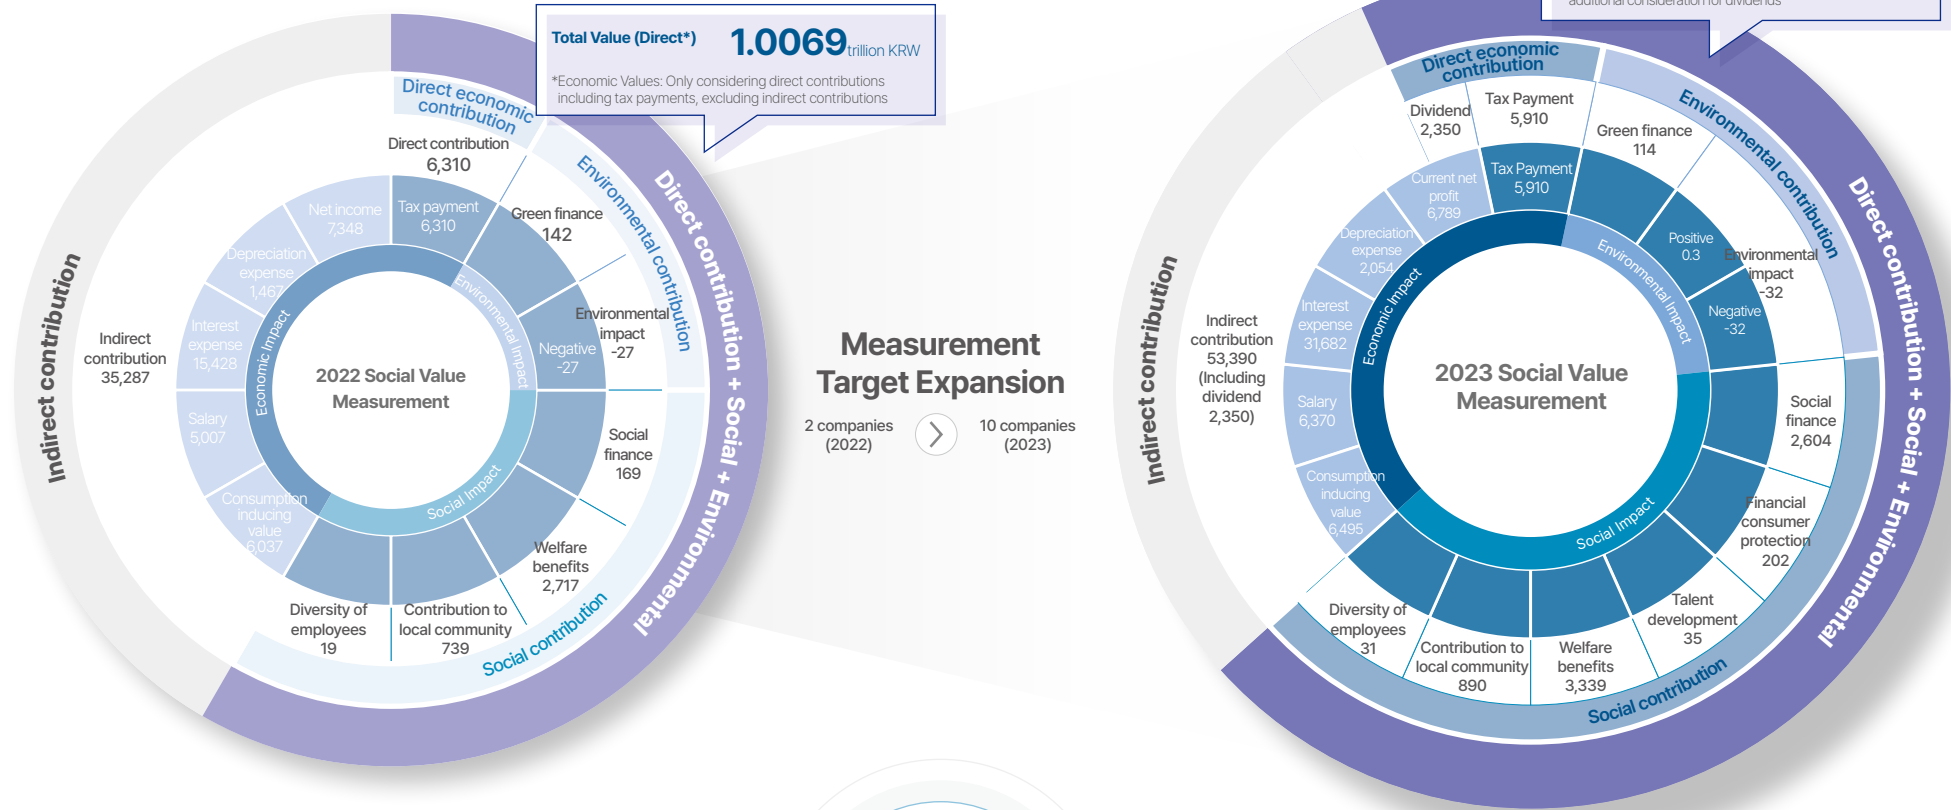 Total Value (Direct*)
1.0069 trillion KRW
*Economic Values: Only considering direct contributions
including tax payments, excluding indirect contributions
Indirect contribution
Direct contribution + Social + Environmental
Direct economic
contribution
Environmental contribution
Social contribution
Direct contribution
6,310
Green finance
142
Environmental
impact
-27
Social
finance
169
Welfare
benefits
2,717
Contribution to
local community
739
Diversity of
employees
19
Indirect
contribution
35,287
Net income
7,348
Tax payment
6,310
Depreciation
expense
1,467
Interest
expense
15,428
Salary
5,007
Consumption
inducing
value
6,037
Negative
-27
Economic Impact
Environmental Impact
Social Impact
2022 Social Value
Measurement
Measurement
Target Expansion
2 companies
(2022)
10 companies
(2023)
additional consideration for dividends
Indirect contribution
Direct contribution + Social + Environmental
Direct economic
contribution
Environmental contribution
Social contribution
Dividend
2,350
Tax Payment
5,910
Green finance
114
Environmental
impact
-32
Social
finance
2,604
Financial
consumer
protection
202
Talent
development
35
Welfare
benefits
3,339
Contribution to
local community
890
Diversity of
employees
31
Indirect
contribution
53,390
(Including
dividend
2,350)
Current net
profit
6,789
Tax Payment
5,910
Depreciation
expense
2,054
Interest
expense
31,682
Salary
6,370
Consumption
inducing
value
6,495
Positive
0.3
Negative
-32
Economic Impact
Environmental Impact
Social Impact
2023 Social Value
Measurement